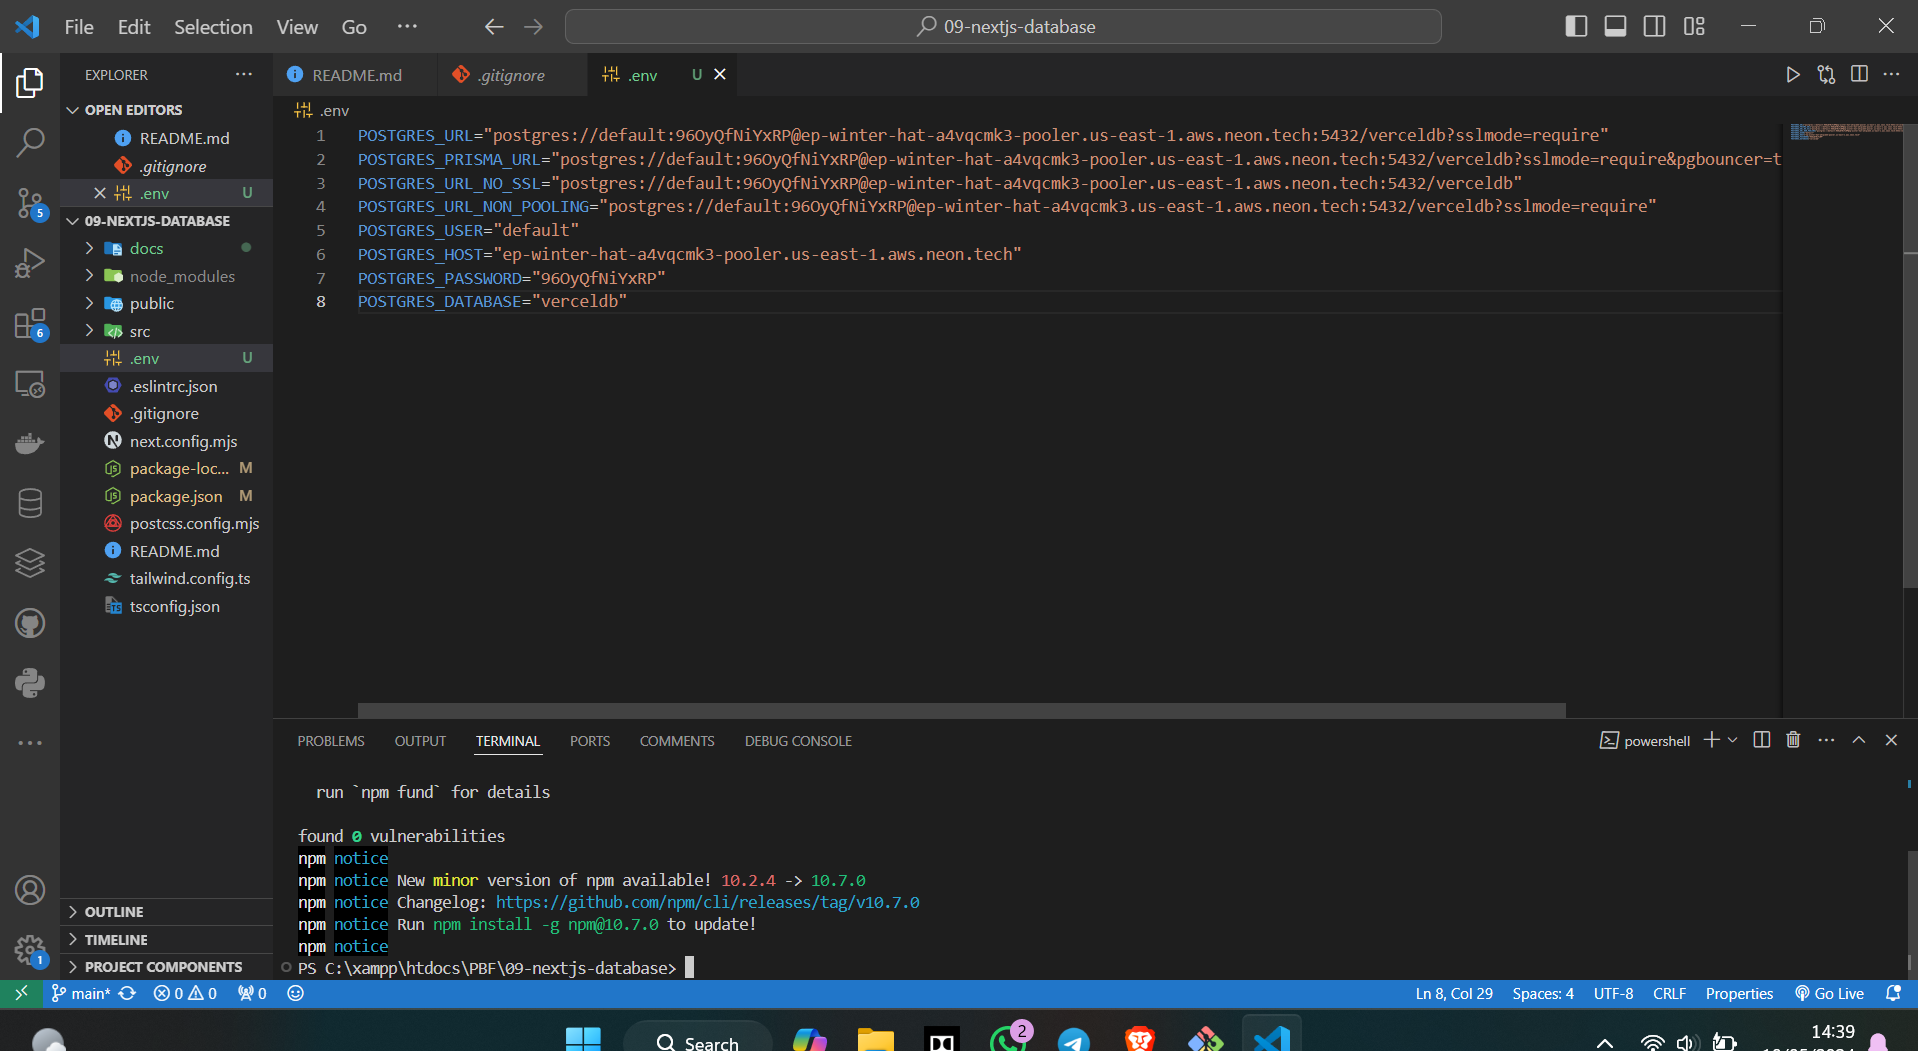 File Edit Selection View Go ··· 09-nextjs-database
EXPLORER ···
OPEN EDITORS
README.md
.gitignore
.env U
09-NEXTJS-DATABASE
docs
node_modules
public
src
.env U
.eslintrc.json
.gitignore
next.config.mjs
package-loc... M
package.json M
postcss.config.mjs
README.md
tailwind.config.ts
tsconfig.json
OUTLINE
TIMELINE
PROJECT COMPONENTS
5
6
1
README.md .gitignore .env U
.env
1 POSTGRES_URL="postgres://default:96OyQfNiYxRP@ep-winter-hat-a4vqcmk3-pooler.us-east-1.aws.neon.tech:5432/verceldb?sslmode=require"
2 POSTGRES_PRISMA_URL="postgres://default:96OyQfNiYxRP@ep-winter-hat-a4vqcmk3-pooler.us-east-1.aws.neon.tech:5432/verceldb?sslmode=require&pgbouncer=t
3 POSTGRES_URL_NO_SSL="postgres://default:96OyQfNiYxRP@ep-winter-hat-a4vqcmk3-pooler.us-east-1.aws.neon.tech:5432/verceldb"
4 POSTGRES_URL_NON_POOLING="postgres://default:96OyQfNiYxRP@ep-winter-hat-a4vqcmk3.us-east-1.aws.neon.tech:5432/verceldb?sslmode=require"
5 POSTGRES_USER="default"
6 POSTGRES_HOST="ep-winter-hat-a4vqcmk3-pooler.us-east-1.aws.neon.tech"
7 POSTGRES_PASSWORD="96OyQfNiYxRP"
8 POSTGRES_DATABASE="verceldb"
PROBLEMS OUTPUT TERMINAL PORTS COMMENTS DEBUG CONSOLE powershell
run `npm fund` for details
found 0 vulnerabilities
npm notice
npm notice New minor version of npm available! 10.2.4 -> 10.7.0
npm notice Changelog: https://github.com/npm/cli/releases/tag/v10.7.0
npm notice Run npm install -g npm@10.7.0 to update!
npm notice
PS C:\xampp\htdocs\PBF\09-nextjs-database>
main* 0 0 0 Ln 8, Col 29 Spaces: 4 UTF-8 CRLF Properties Go Live
Search 2 14:39